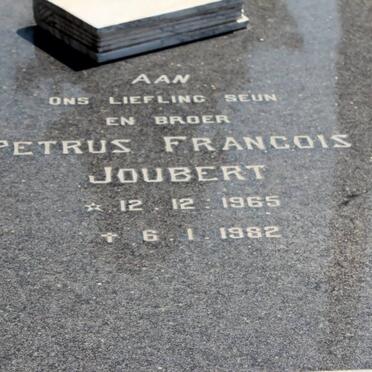 AAN
ONS LIEFLING SEUN
EN BROER
PETRUS FRANCOIS
JOUBERT
☆ 12 . 12 . 1965
✝ 6 . 1 . 1982